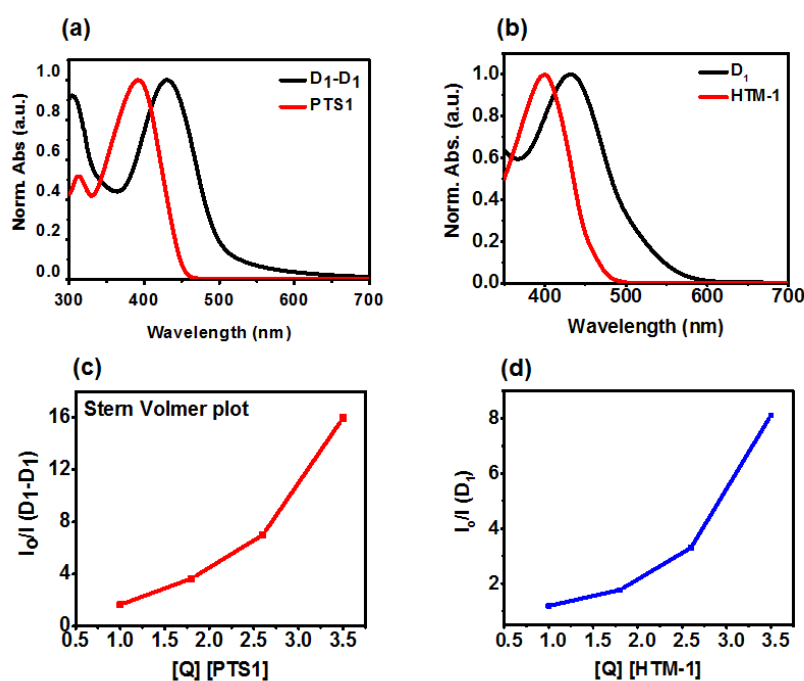 (a)
D1-D1
PTS1
Norm. Abs (a.u.)
1.0
0.8
0.6
0.4
0.2
0.0
300 400 500 600 700
Wavelength (nm)
(b)
D1
HTM-1
Norm. Abs. (a.u.)
1.0
0.8
0.6
0.4
0.2
0.0
400 500 600 700
Wavelength (nm)
(c)
Stern Volmer plot
Io/I (D1-D1)
16
12
8
4
0
0.5 1.0 1.5 2.0 2.5 3.0 3.5
[Q] [PTS1]
(d)
Io/I (D1)
8
6
4
2
0.5 1.0 1.5 2.0 2.5 3.0 3.5
[Q] [HTM-1]